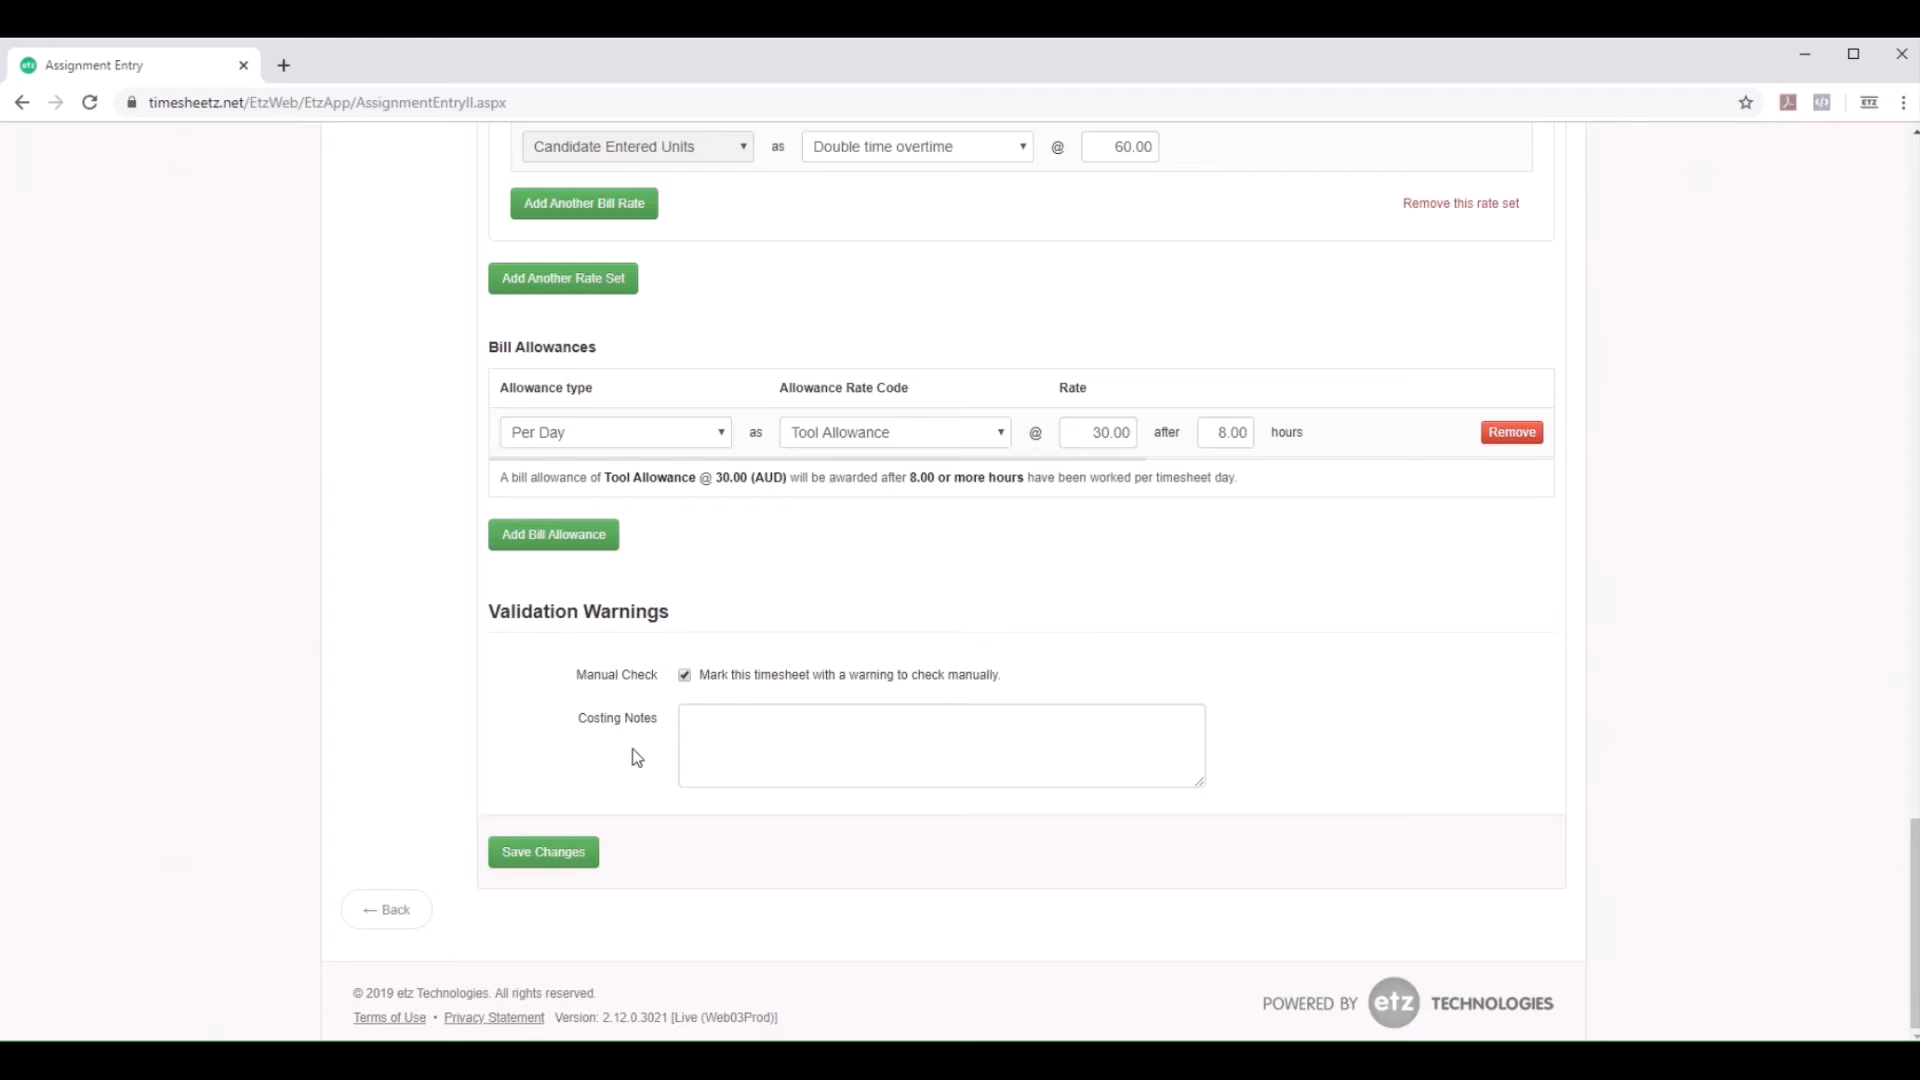 Assignment Entry
timesheetz.net/EtzWeb/EtzApp/AssignmentEntryII.aspx
ETZ
Candidate Entered Units as Double time overtime @ 60.00
Add Another Bill Rate Remove this rate set
Add Another Rate Set
Bill Allowances
Allowance type Allowance Rate Code Rate
Per Day as Tool Allowance @ 30.00 after 8.00 hours Remove
A bill allowance of Tool Allowance @ 30.00 (AUD) will be awarded after 8.00 or more hours have been worked per timesheet day.
Add Bill Allowance
Validation Warnings
Manual Check Mark this timesheet with a warning to check manually.
Costing Notes
Save Changes
← Back
© 2019 etz Technologies. All rights reserved.
Terms of Use • Privacy Statement Version: 2.12.0.3021 [Live (Web03Prod)]
POWERED BY etz TECHNOLOGIES